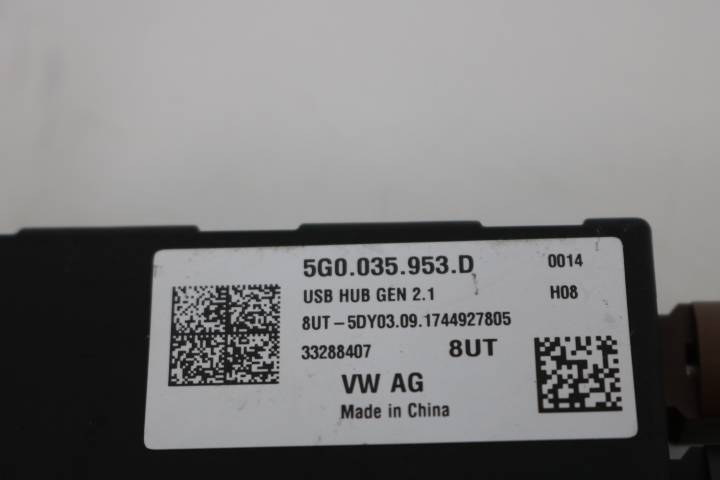 5G0.035.953.D 0014
USB HUB GEN 2.1 H08
8UT-5DY03.09.1744927805
33288407 8UT
VW AG
Made in China